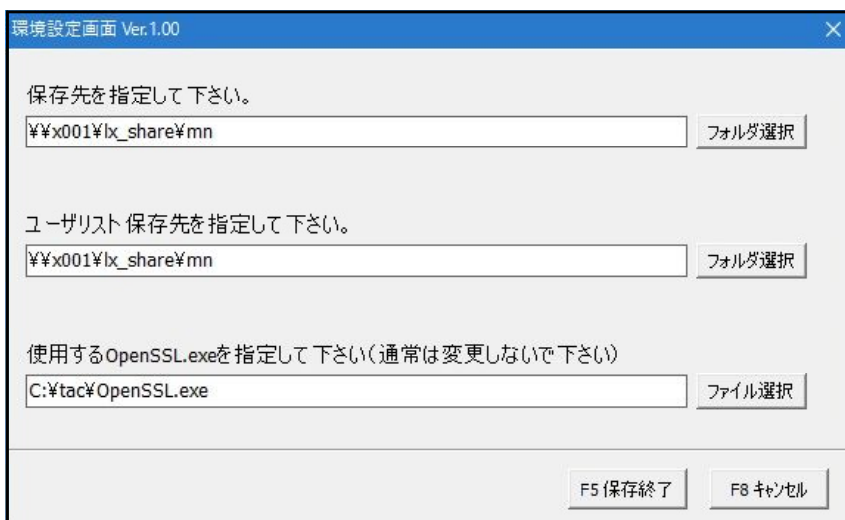 環境設定画面 Ver.1.00
保存先を指定して下さい。
¥¥x001¥lx_share¥mn
フォルダ選択
ユーザリスト保存先を指定して下さい。
¥¥x001¥lx_share¥mn
フォルダ選択
使用するOpenSSL.exeを指定して下さい(通常は変更しないで下さい)
C:¥tac¥OpenSSL.exe
ファイル選択
F5 保存終了
F8 キャンセル